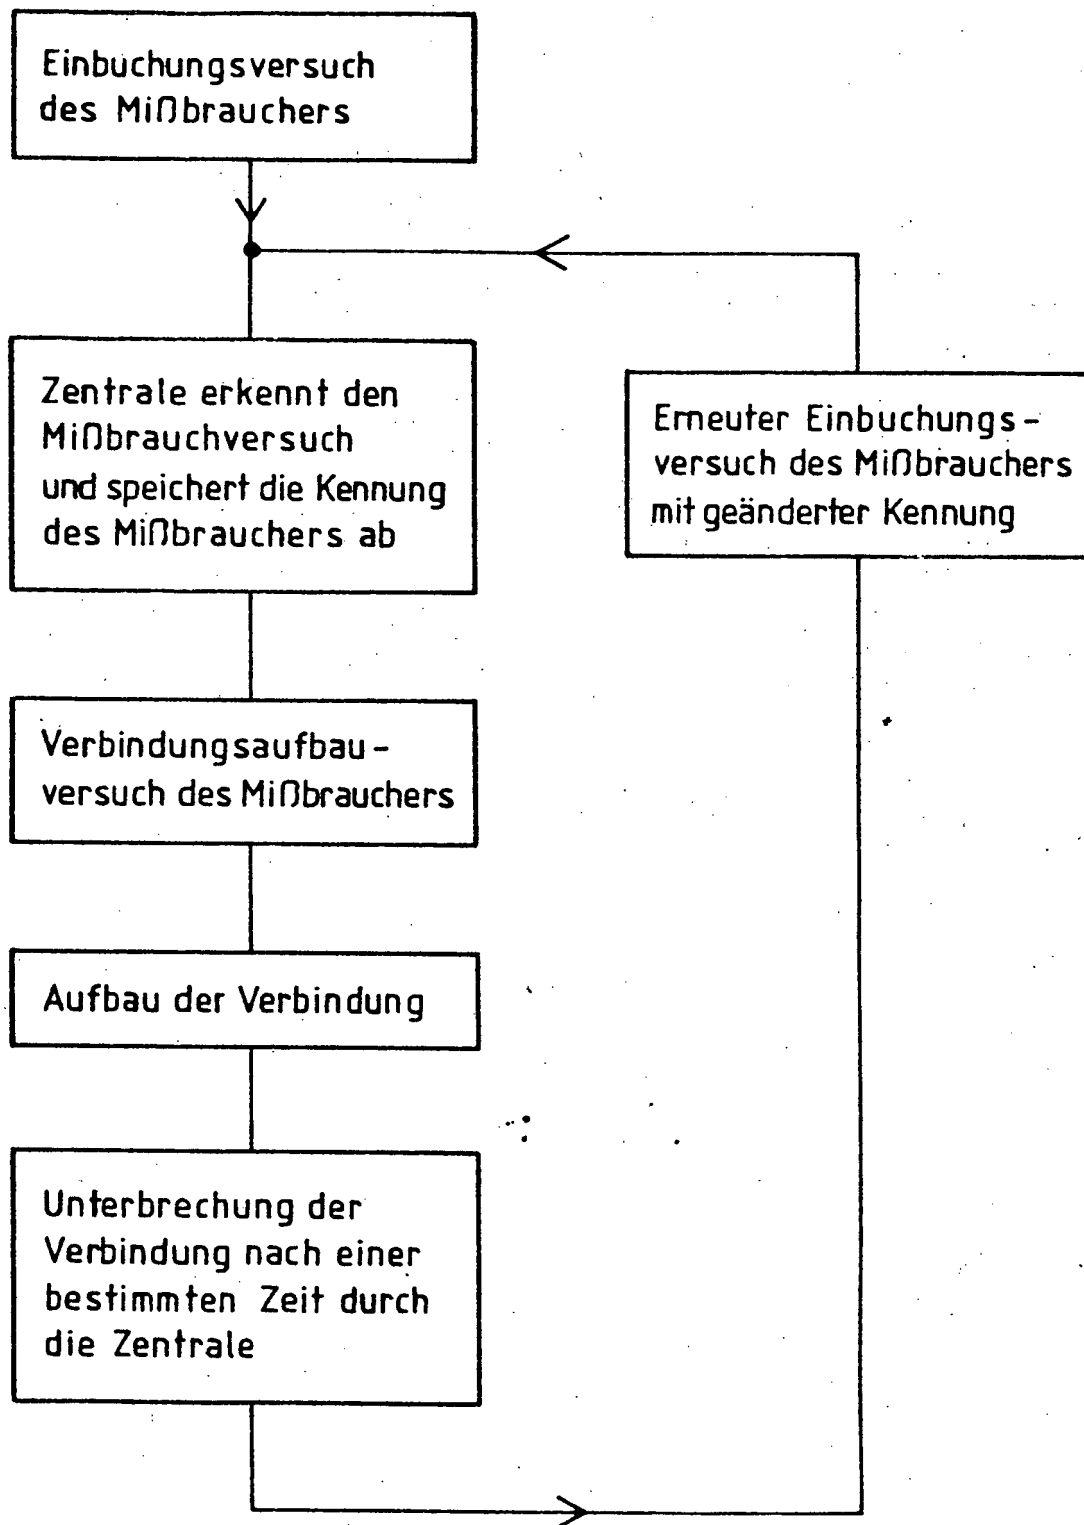 Einbuchungsversuch
des Mißbrauchers
Zentrale erkennt den
Mißbrauchversuch
und speichert die Kennung
des Mißbrauchers ab
Erneuter Einbuchungs-
versuch des Mißbrauchers
mit geänderter Kennung
Verbindungsaufbau-
versuch des Mißbrauchers
Aufbau der Verbindung
Unterbrechung der
Verbindung nach einer
bestimmten Zeit durch
die Zentrale